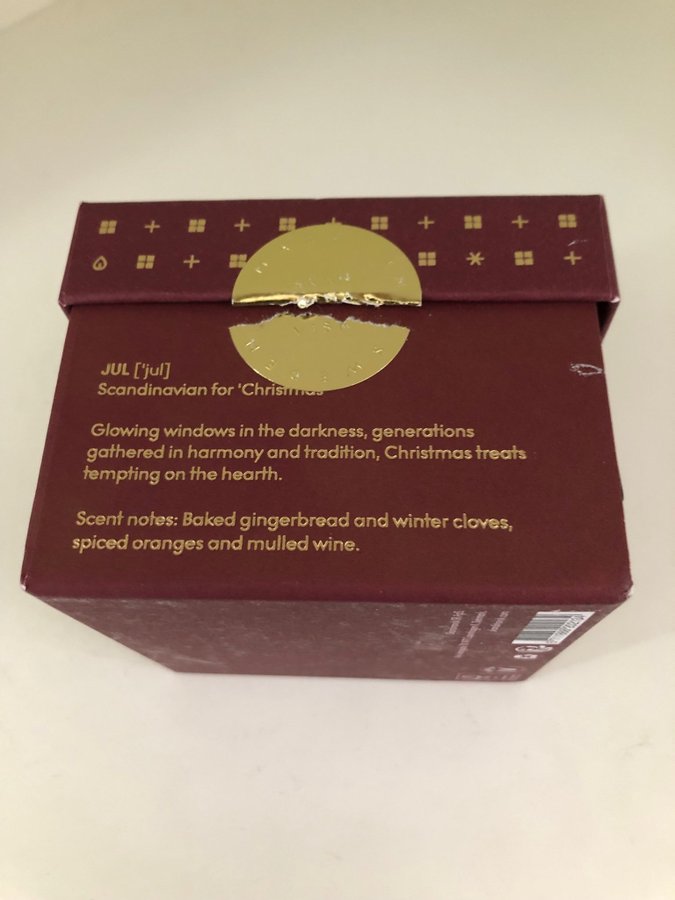 JUL ['jul]
Scandinavian for 'Christmas'
Glowing windows in the darkness, generations
gathered in harmony and tradition, Christmas treats
tempting on the hearth.
Scent notes: Baked gingerbread and winter cloves,
spiced oranges and mulled wine.